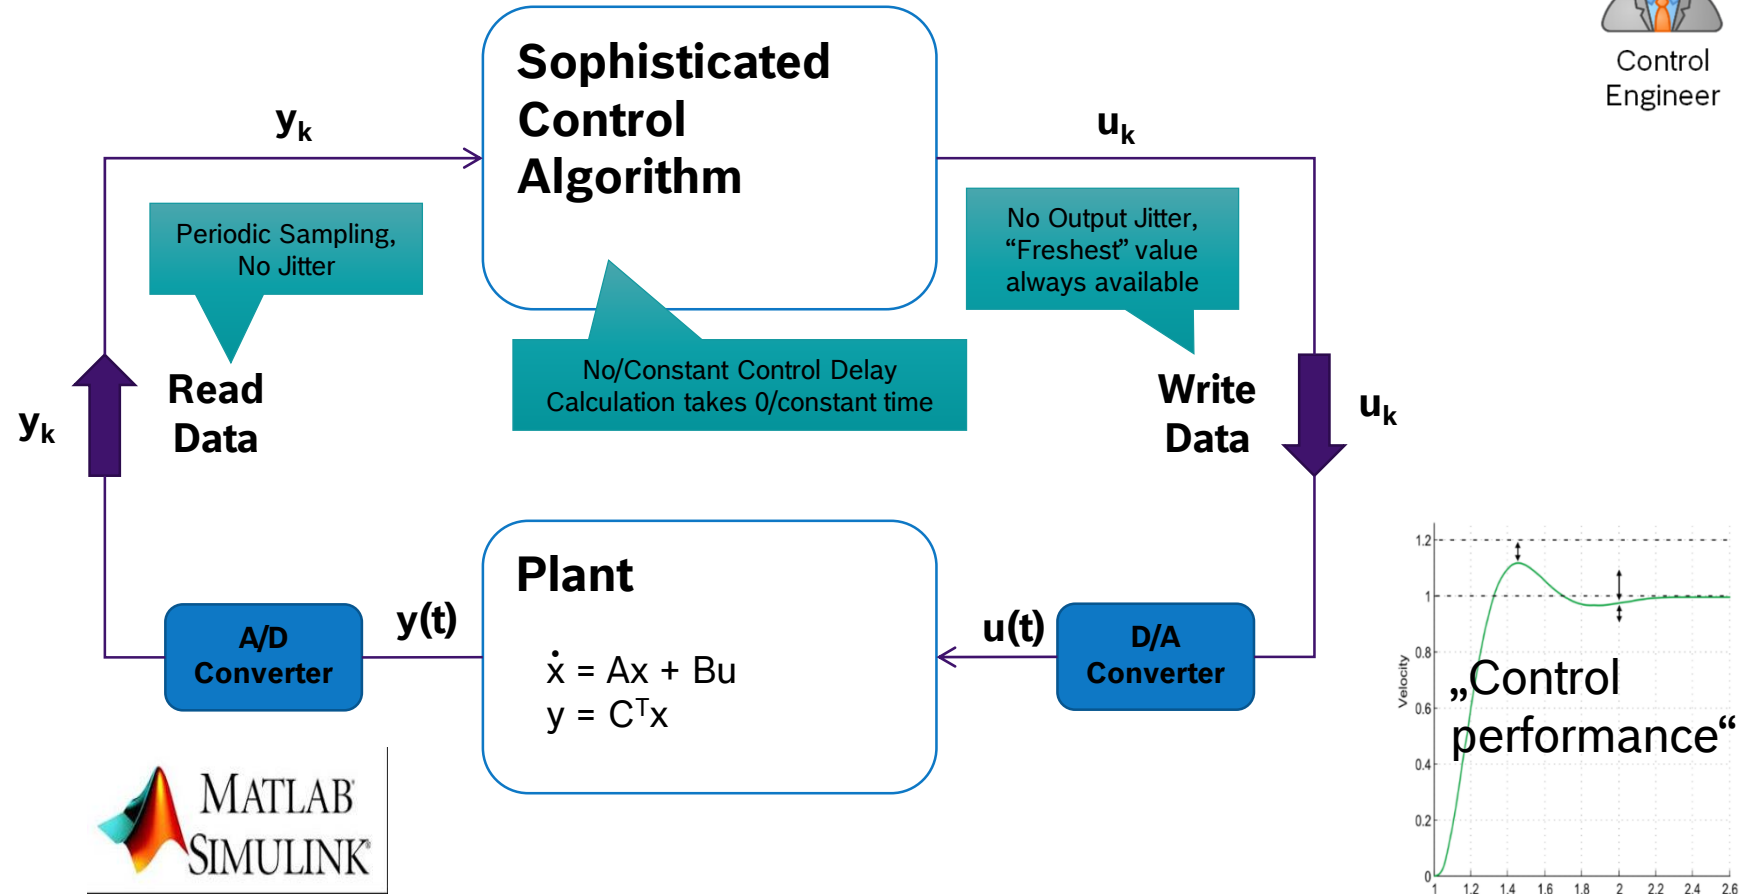 Control
Engineer
Sophisticated
Control
Algorithm
yk
uk
Periodic Sampling,
No Jitter
No Output Jitter,
“Freshest” value
always available
No/Constant Control Delay
Calculation takes 0/constant time
Read
Data
Write
Data
yk
uk
Plant
ẋ = Ax + Bu
y = Cᵀx
A/D
Converter
y(t)
u(t)
D/A
Converter
MATLAB®
SIMULINK®
„Control
performance“
Velocity
1.2
1
0.8
0.6
0.4
0.2
0
1 1.2 1.4 1.6 1.8 2 2.2 2.4 2.6